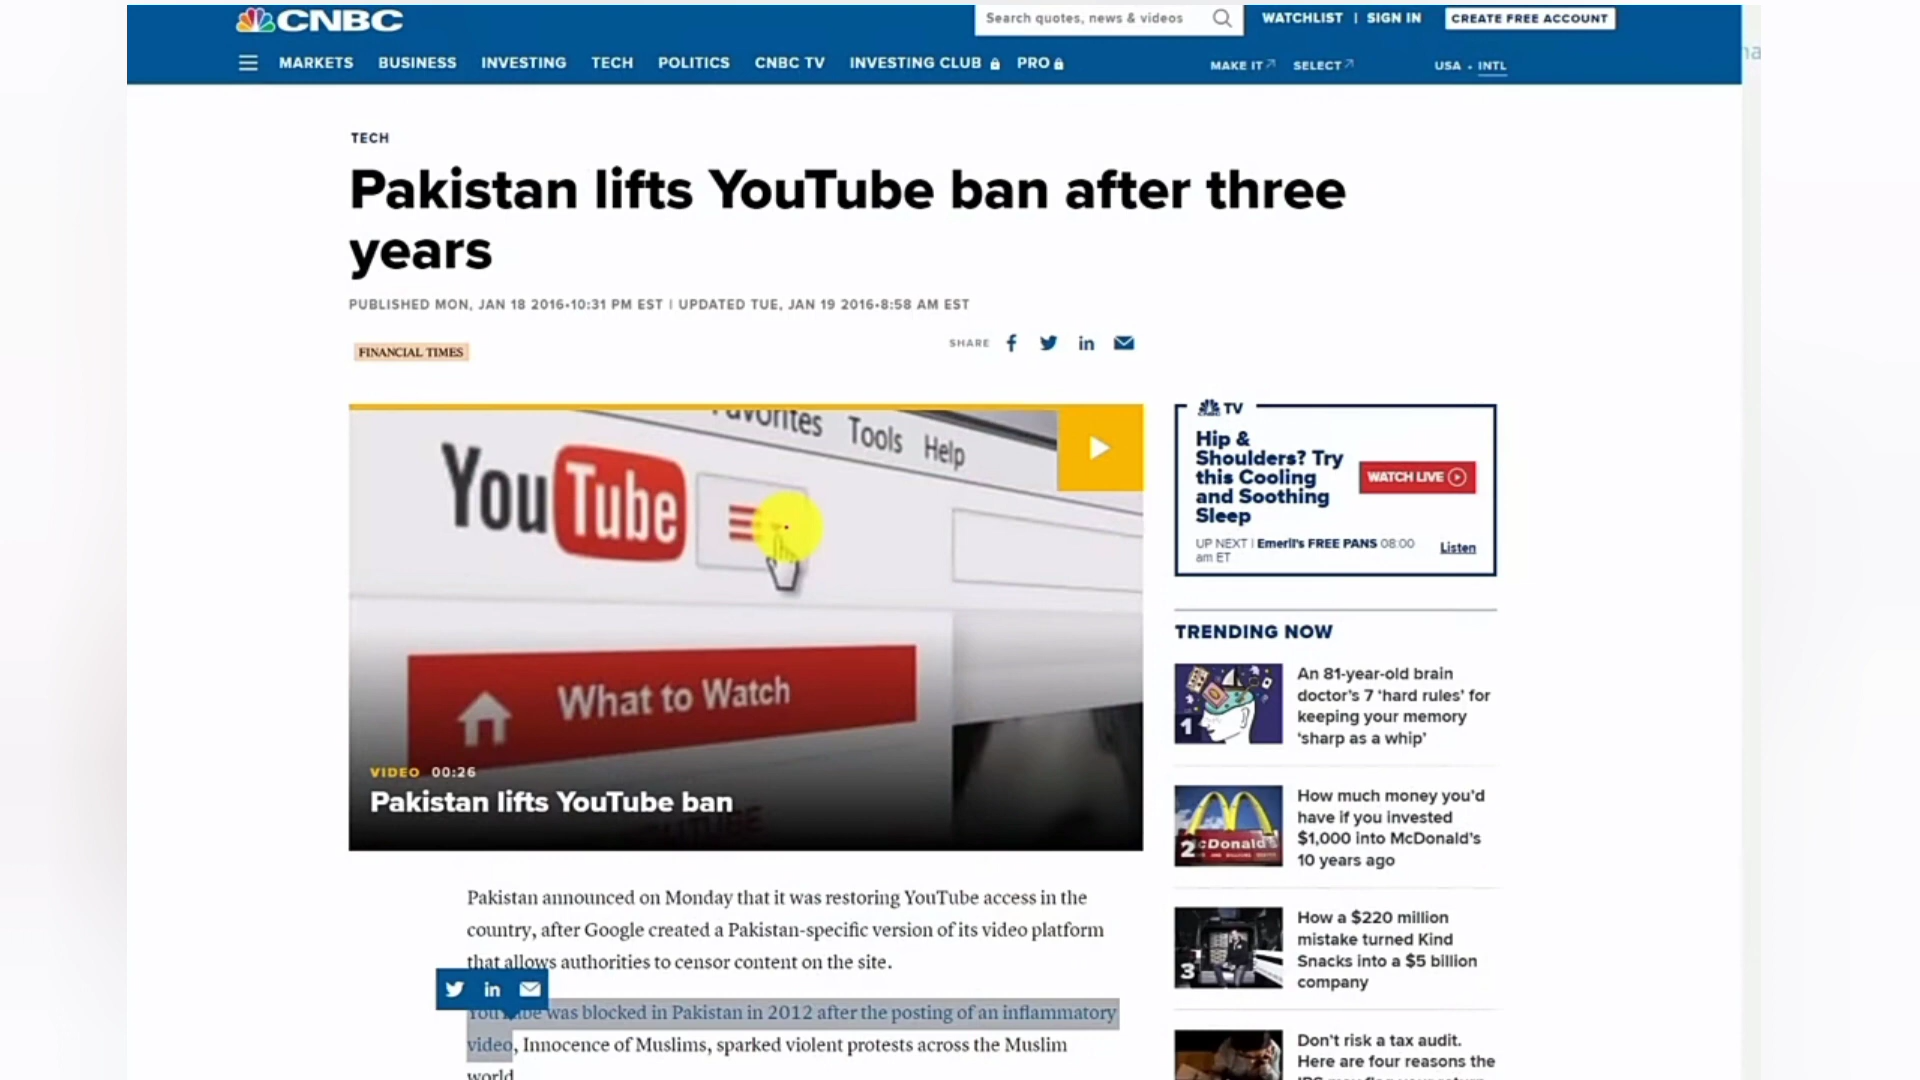 CNBC
Search quotes, news & videos
WATCHLIST | SIGN IN
CREATE FREE ACCOUNT
MARKETS BUSINESS INVESTING TECH POLITICS CNBC TV INVESTING CLUB PRO
MAKE IT SELECT
USA • INTL
TECH
Pakistan lifts YouTube ban after three
years
PUBLISHED MON, JAN 18 2016•10:31 PM EST | UPDATED TUE, JAN 19 2016•8:58 AM EST
FINANCIAL TIMES
SHARE
Favorites Tools Help
YouTube
What to Watch
VIDEO 00:26
Pakistan lifts YouTube ban
Pakistan announced on Monday that it was restoring YouTube access in the
country, after Google created a Pakistan-specific version of its video platform
that allows authorities to censor content on the site.
YouTube was blocked in Pakistan in 2012 after the posting of an inflammatory
video, Innocence of Muslims, sparked violent protests across the Muslim
world
TV
Hip &
Shoulders? Try
this Cooling
and Soothing
Sleep
WATCH LIVE
UP NEXT | Emeril's FREE PANS 08:00
am ET
Listen
TRENDING NOW
1
An 81-year-old brain
doctor's 7 'hard rules' for
keeping your memory
'sharp as a whip'
2
McDonald's
How much money you'd
have if you invested
$1,000 into McDonald's
10 years ago
3
How a $220 million
mistake turned Kind
Snacks into a $5 billion
company
Don't risk a tax audit.
Here are four reasons the